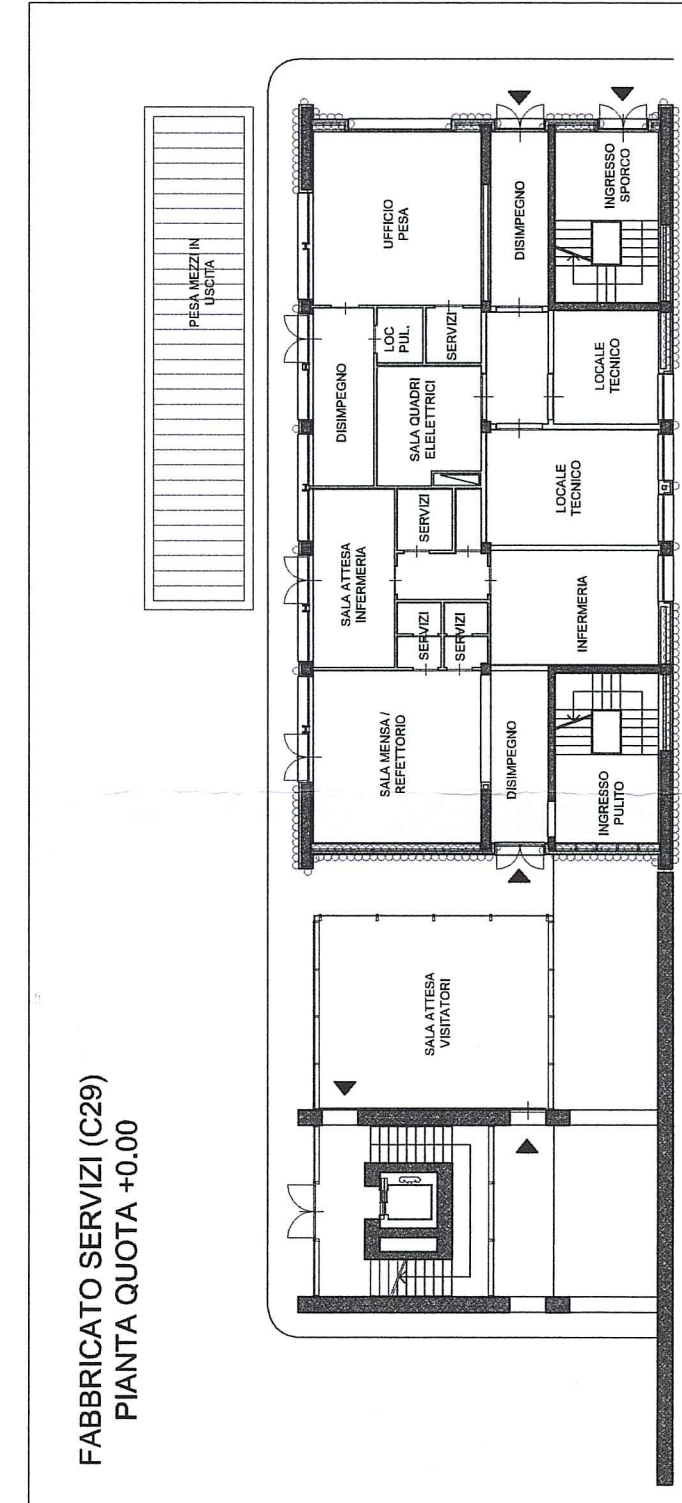 FABBRICATO SERVIZI (C29)
PIANTA QUOTA +0.00
PESA MEZZI IN
USCITA
UFFICIO
PESA
DISIMPEGNO
INGRESSO
SPORCO
DISIMPEGNO
LOC
PUL.
SERVIZI
SALA QUADRI
ELELETTRICI
LOCALE
TECNICO
LOCALE
TECNICO
SALA ATTESA
INFERMERIA
SERVIZI
SERVIZI
SERVIZI
INFERMERIA
SALA MENSA /
REFETTORIO
DISIMPEGNO
INGRESSO
PULITO
SALA ATTESA
VISITATORI